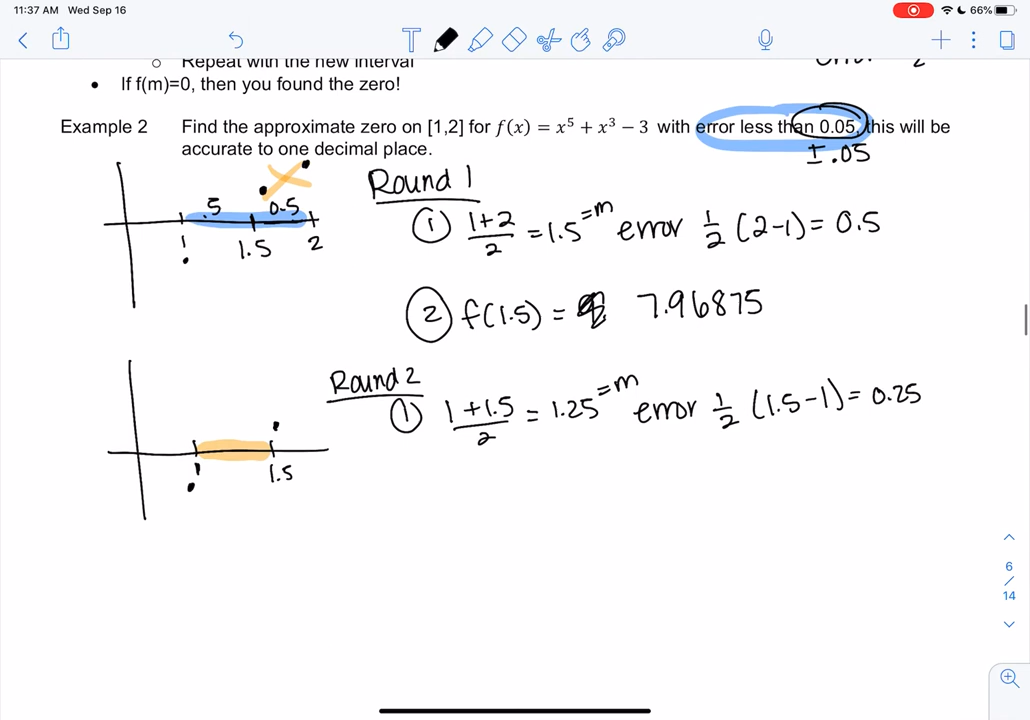 11:37 AM Wed Sep 16
66%
T
Repeat with the new interval
If f(m)=0, then you found the zero!
Example 2 Find the approximate zero on [1,2] for f(x) = x⁵ + x³ − 3 with error less than 0.05, this will be
accurate to one decimal place.
±.05
Round 1
.5 0.5
1 1.5 2
① (1+2)/2 = 1.5 = m error 1/2 (2-1) = 0.5
② f(1.5) = 7.96875
Round 2
① (1+1.5)/2 = 1.25 = m error 1/2 (1.5-1) = 0.25
1 1.5
6
/
14